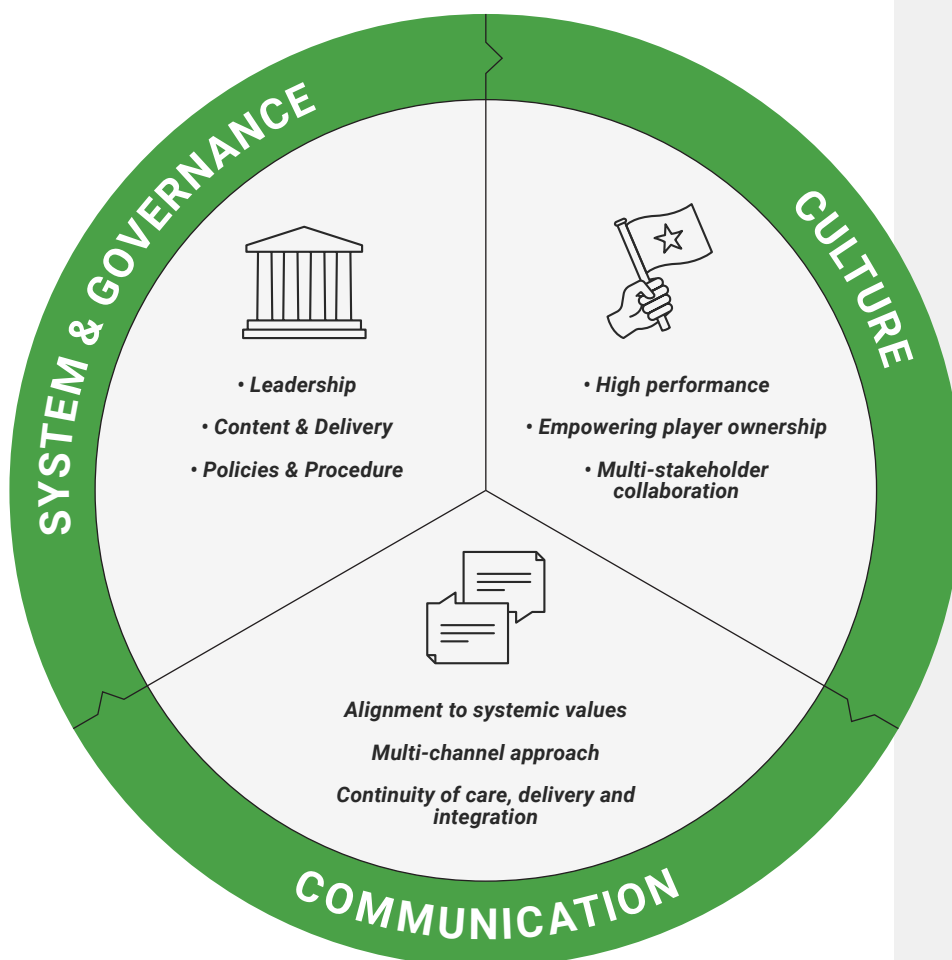 SYSTEM & GOVERNANCE
• Leadership
• Content & Delivery
• Policies & Procedure
CULTURE
• High performance
• Empowering player ownership
• Multi-stakeholder
collaboration
Alignment to systemic values
Multi-channel approach
Continuity of care, delivery and
integration
COMMUNICATION